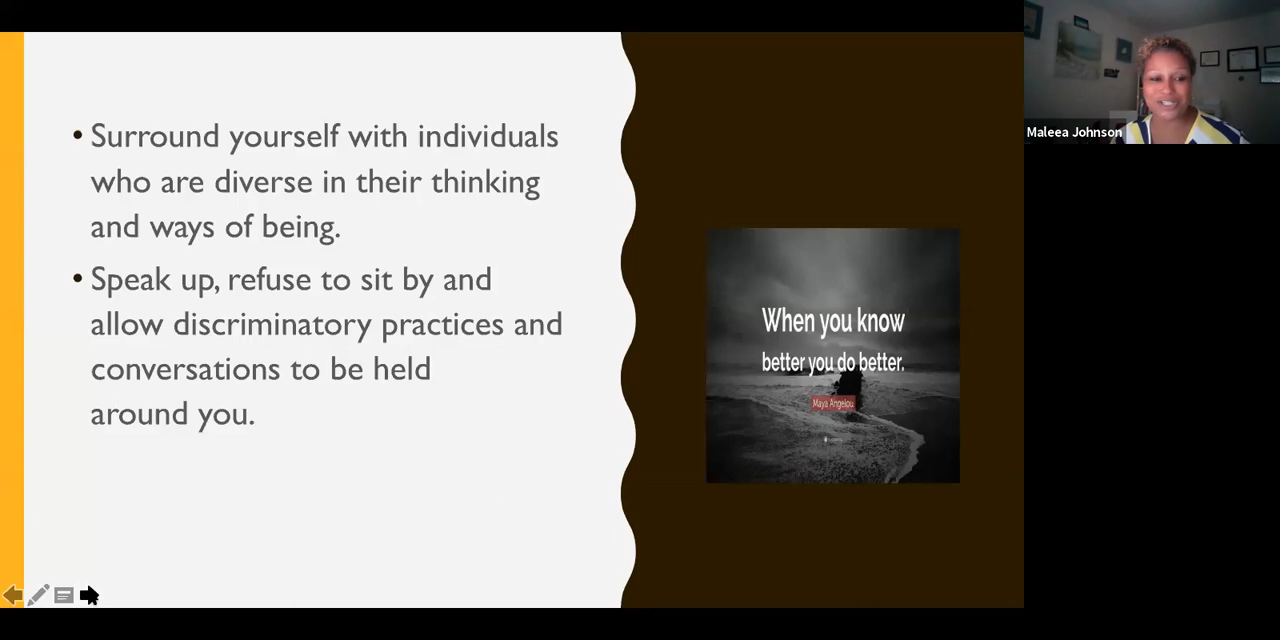 • Surround yourself with individuals
who are diverse in their thinking
and ways of being.
• Speak up, refuse to sit by and
allow discriminatory practices and
conversations to be held
around you.
When you know
better you do better.
Maya Angelou
Maleea Johnson